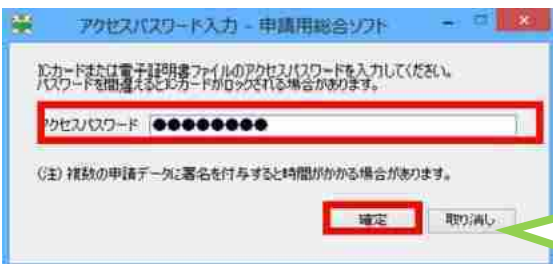 アクセスパスワード入力 - 申請用総合ソフト
ICカードまたは電子証明書ファイルのアクセスパスワードを入力してください。
パスワードを間違えるとICカードがロックされる場合があります。
アクセスパスワード ●●●●●●●●
(注) 複数の申請データに署名を付与すると時間がかかる場合があります。
確定 取り消し